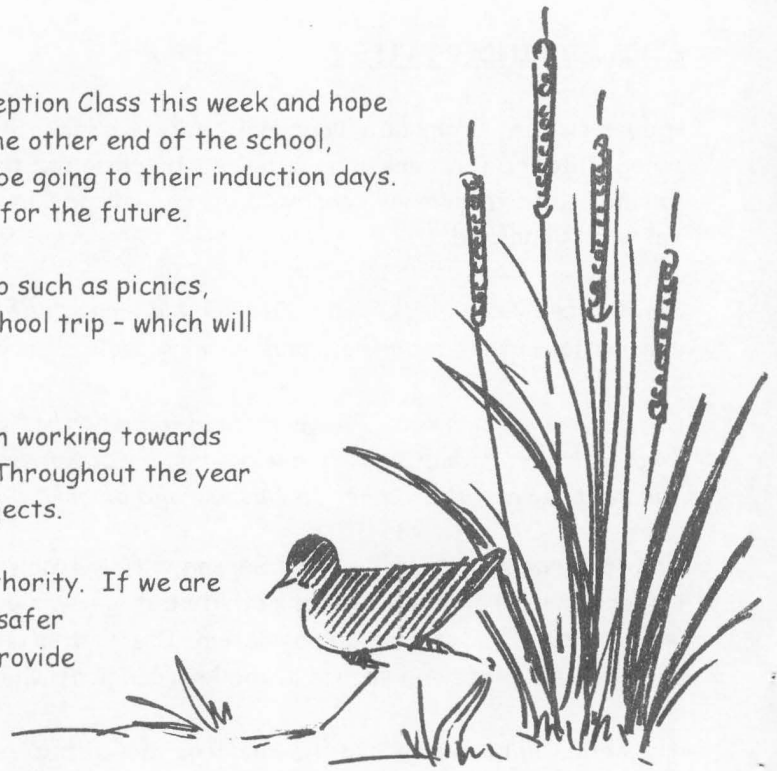 eption Class this week and hope
ne other end of the school,
be going to their induction days.
for the future.
o such as picnics,
chool trip – which will
n working towards
Throughout the year
ects.
hority. If we are
safer
rovide